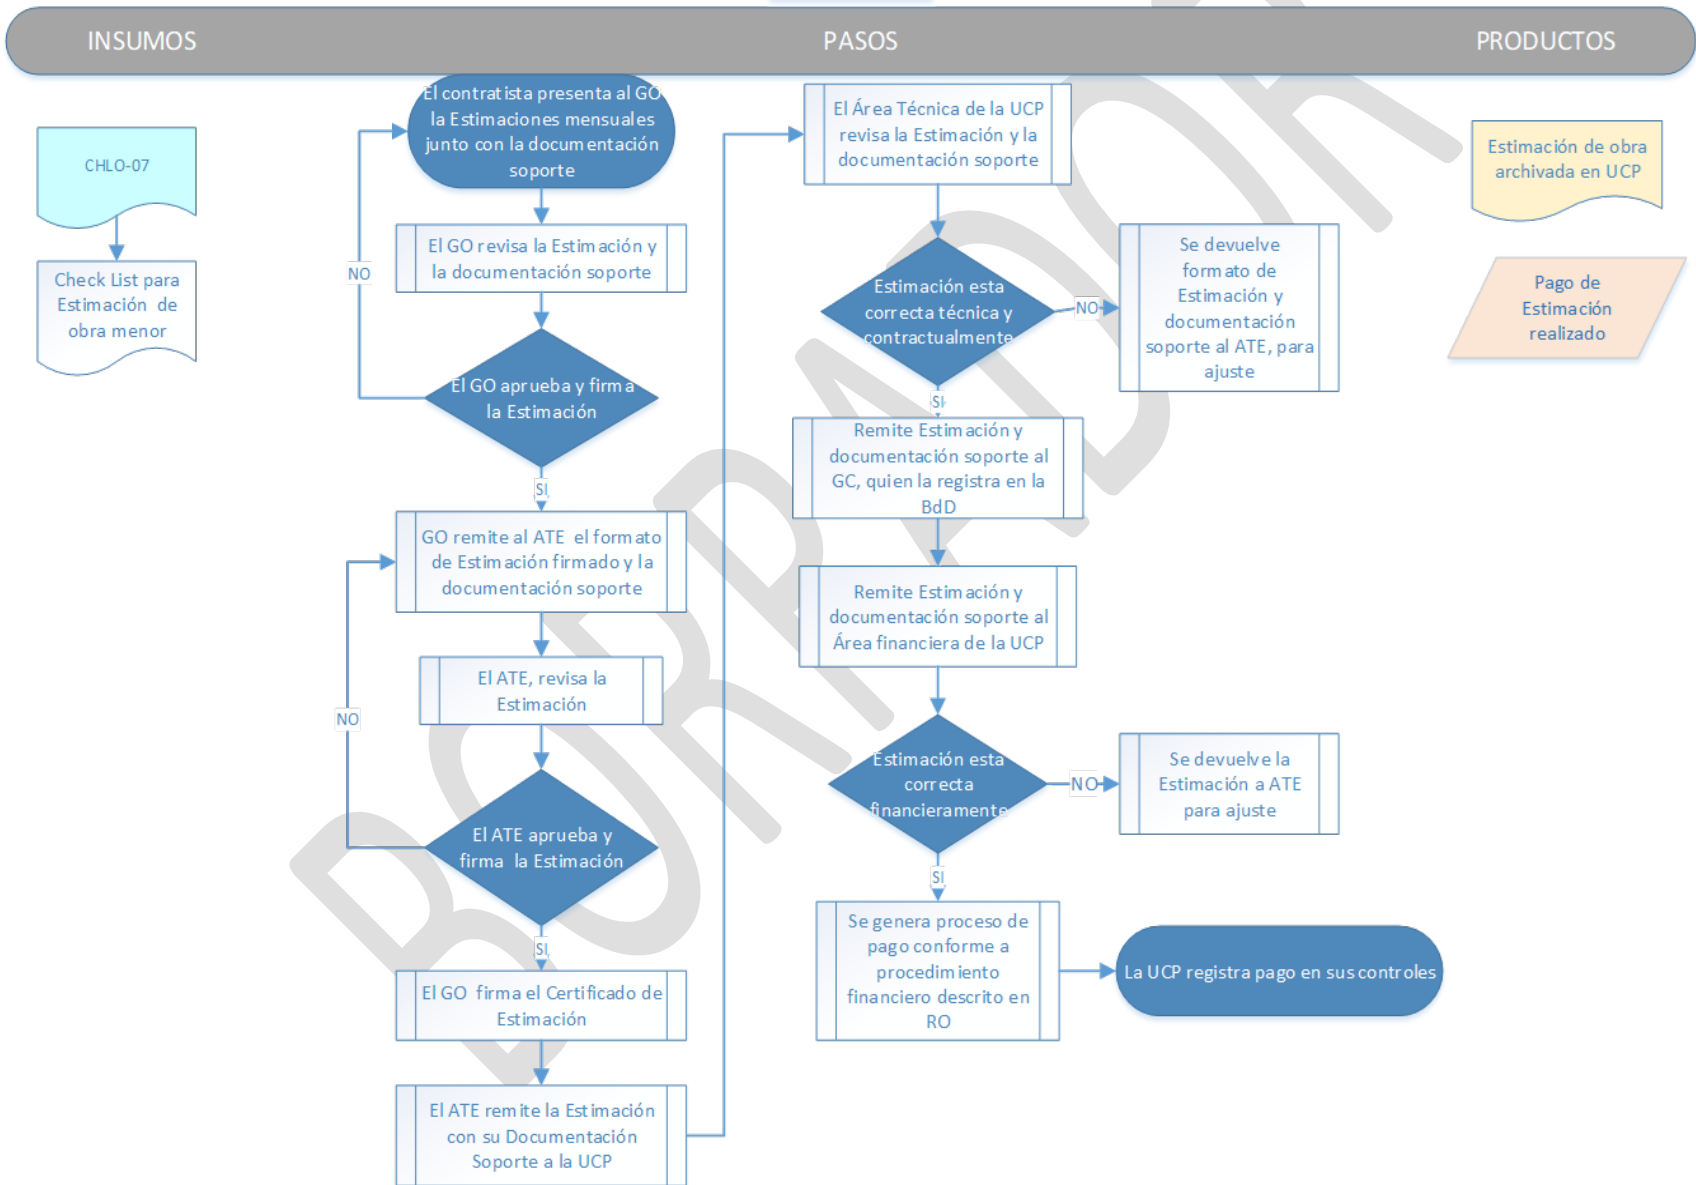 INSUMOS
PASOS
PRODUCTOS
CHLO-07
Check List para
Estimación de
obra menor
El contratista presenta al GO
la Estimaciones mensuales
junto con la documentación
soporte
El GO revisa la Estimación y
la documentación soporte
NO
El GO aprueba y firma
la Estimación
SI
GO remite al ATE el formato
de Estimación firmado y la
documentación soporte
El ATE, revisa la
Estimación
NO
El ATE aprueba y
firma la Estimación
SI
El GO firma el Certificado de
Estimación
El ATE remite la Estimación
con su Documentación
Soporte a la UCP
El Área Técnica de la UCP
revisa la Estimación y la
documentación soporte
Estimación esta
correcta técnica y
contractualmente
NO
Se devuelve
formato de
Estimación y
documentación
soporte al ATE, para
ajuste
SI
Remite Estimación y
documentación soporte al
GC, quien la registra en la
BdD
Remite Estimación y
documentación soporte al
Área financiera de la UCP
Estimación esta
correcta
financieramente
NO
Se devuelve la
Estimación a ATE
para ajuste
SI
Se genera proceso de
pago conforme a
procedimiento
financiero descrito en
RO
La UCP registra pago en sus controles
Estimación de obra
archivada en UCP
Pago de
Estimación
realizado
BORRADOR